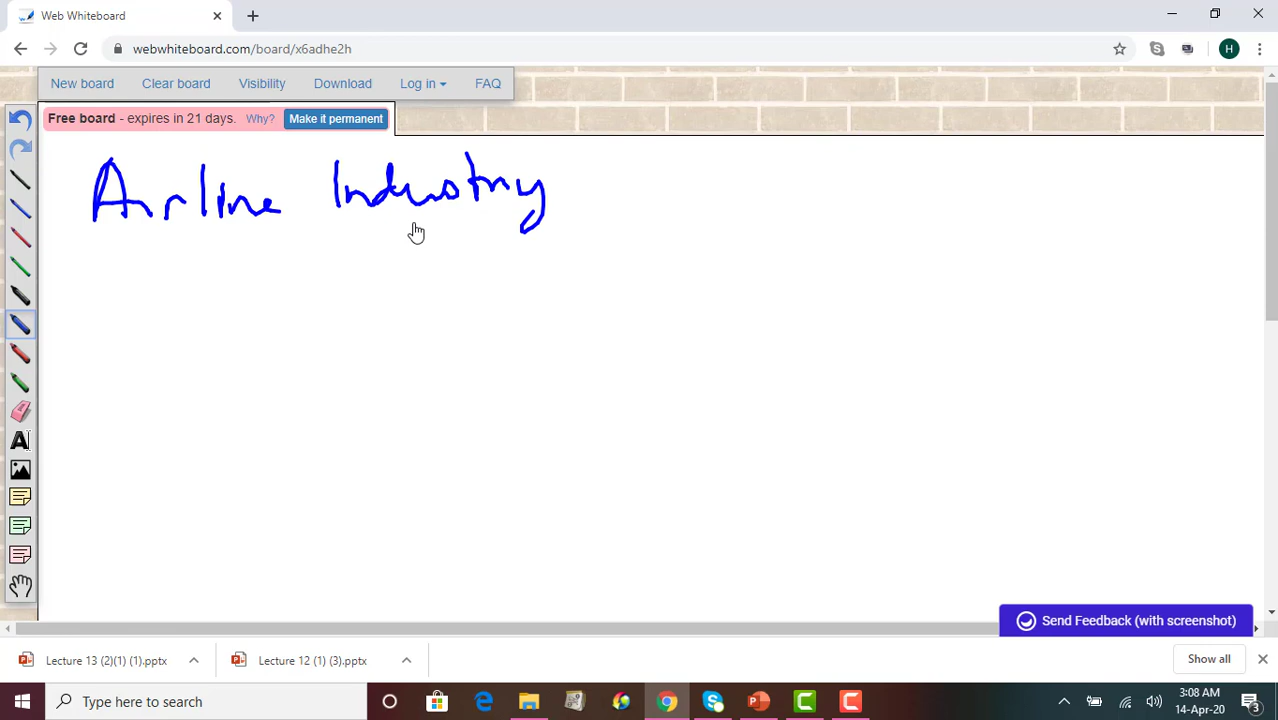 Web Whiteboard
webwhiteboard.com/board/x6adhe2h
H
New board Clear board Visibility Download Log in FAQ
Free board - expires in 21 days. Why? Make it permanent
Airline Industry
A
Send Feedback (with screenshot)
Lecture 13 (2)(1) (1).pptx Lecture 12 (1) (3).pptx Show all
Type here to search
3:08 AM
14-Apr-20
3